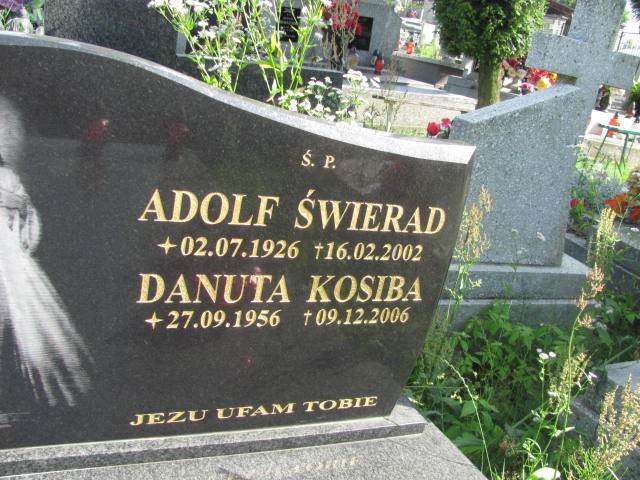 Ś. P.
ADOLF ŚWIERAD
✦02.07.1926 †16.02.2002
DANUTA KOSIBA
✦27.09.1956 †09.12.2006
JEZU UFAM TOBIE